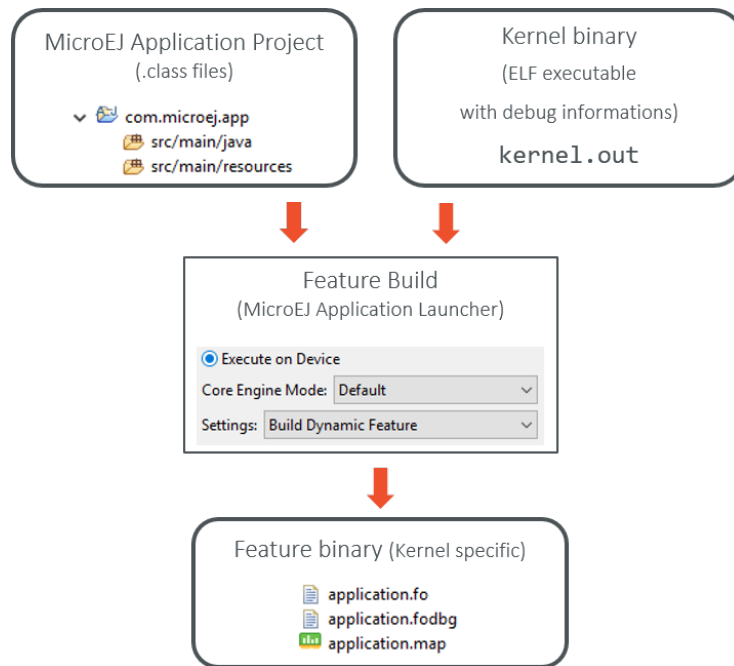 MicroEJ Application Project
(.class files)
com.microej.app
src/main/java
src/main/resources
Kernel binary
(ELF executable
with debug informations)
kernel.out
Feature Build
(MicroEJ Application Launcher)
Execute on Device
Core Engine Mode: Default
Settings: Build Dynamic Feature
Feature binary (Kernel specific)
application.fo
application.fodbg
application.map